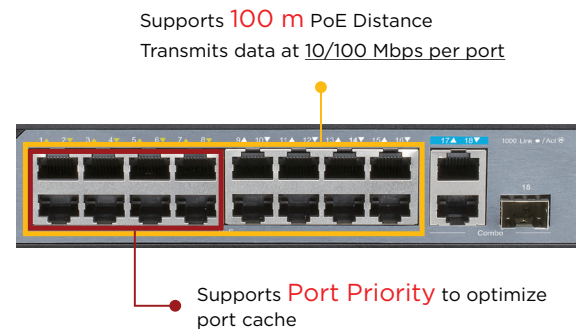 Supports 100 m PoE Distance
Transmits data at 10/100 Mbps per port
1▲ 2▼ 3▲ 4▼ 5▲ 6▼ 7▲ 8▼ 9▲ 10▼ 11▲ 12▼ 13▲ 14▼ 15▲ 16▼ 17▲ 18▼ 1000 Link
18
Combo
Supports Port Priority to optimize
port cache